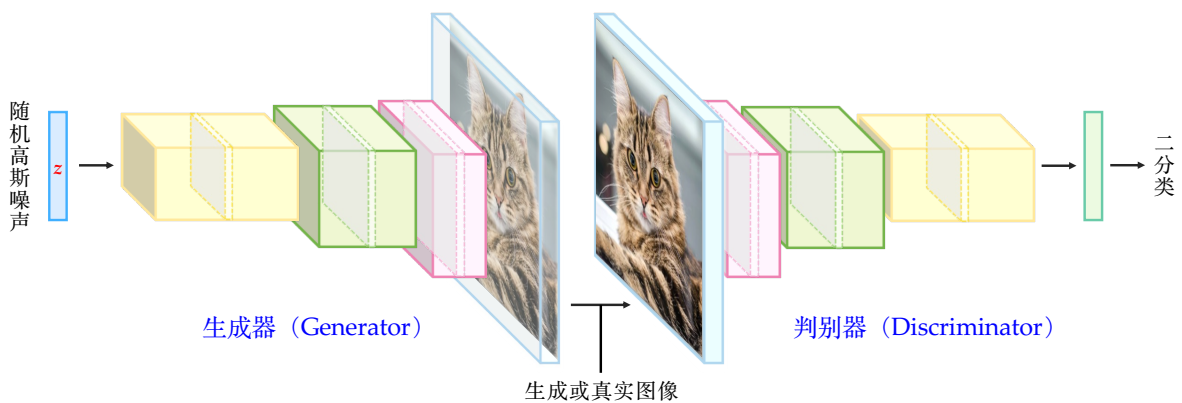 随机高斯噪声
z
二分类
生成器（Generator）
判别器（Discriminator）
生成或真实图像